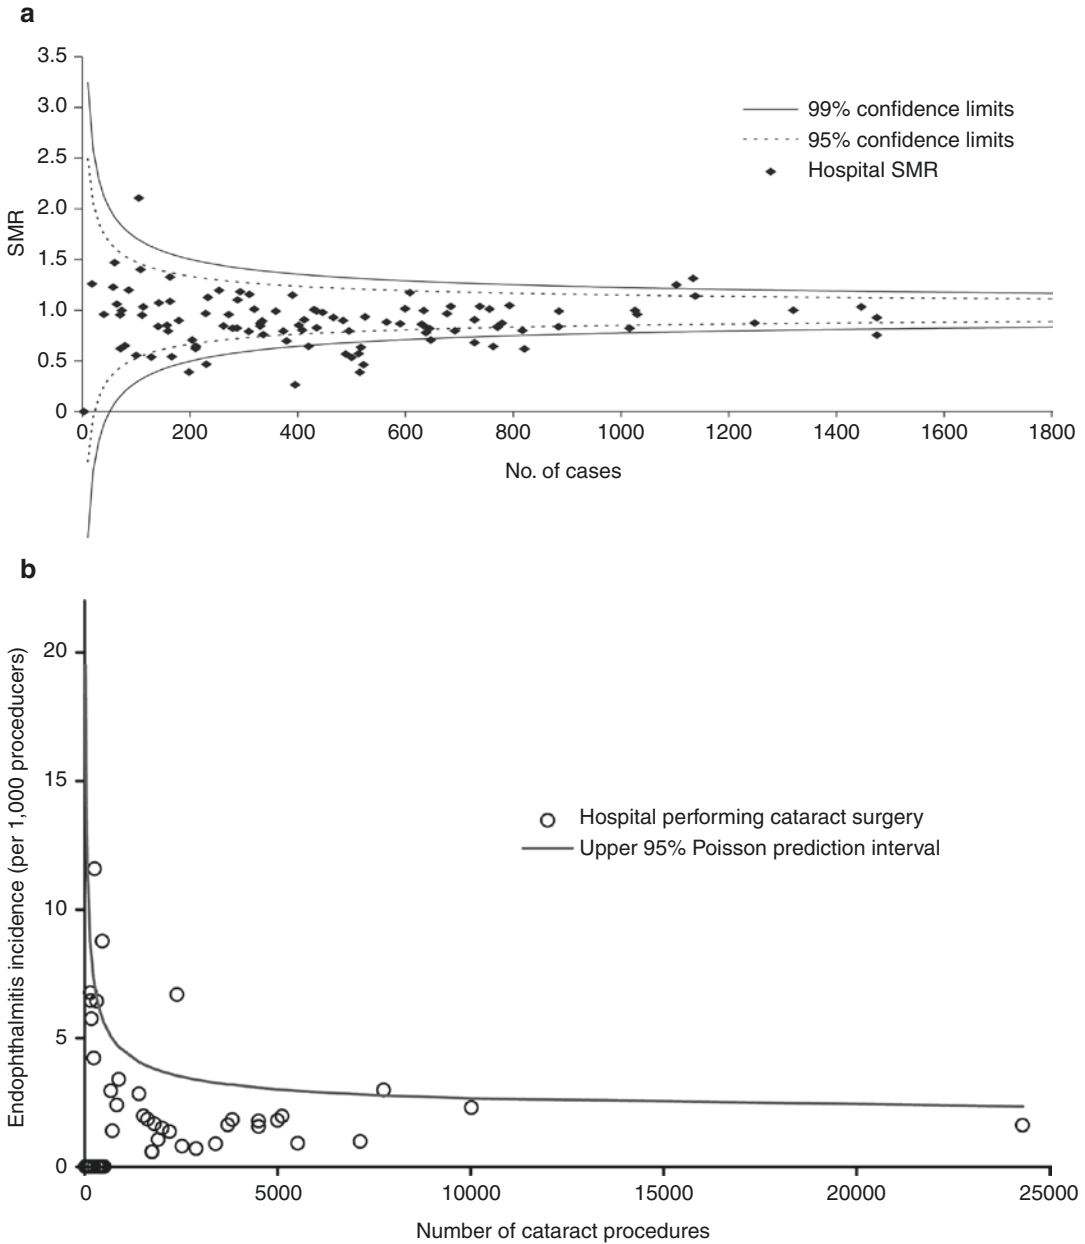 a
3.5
3.0
2.5
2.0
1.5
1.0
0.5
0
SMR
99% confidence limits
95% confidence limits
Hospital SMR
0 200 400 600 800 1000 1200 1400 1600 1800
No. of cases
b
20
15
10
5
0
Endophthalmitis incidence (per 1,000 proceducers)
Hospital performing cataract surgery
Upper 95% Poisson prediction interval
0 5000 10000 15000 20000 25000
Number of cataract procedures